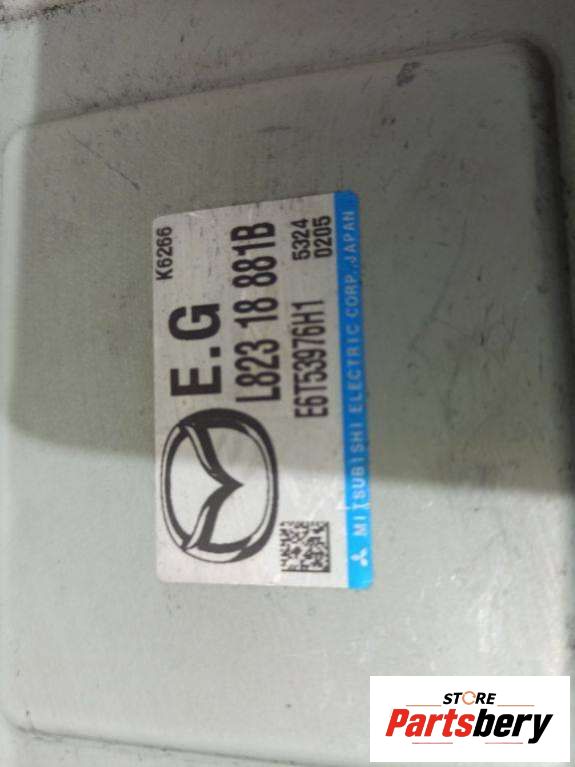 K6266
E.G
L823 18 881B
E6T53976H1
5324
0205
MITSUBISHI ELECTRIC CORP., JAPAN
STORE
Partsbery